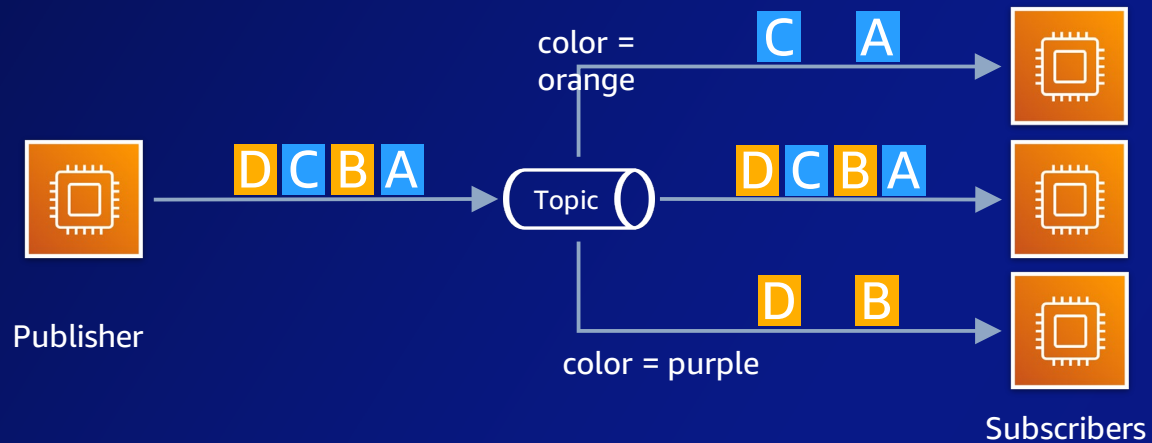 color =
orange
C A
D C B A
Topic
D C B A
D B
Publisher
color = purple
Subscribers